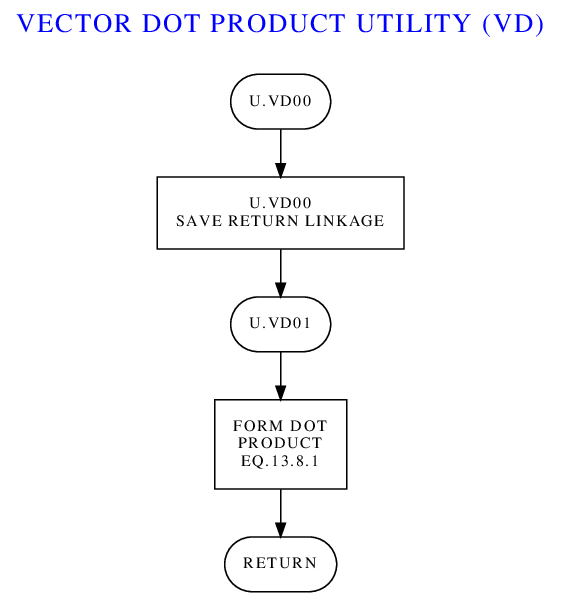 VECTOR DOT PRODUCT UTILITY (VD)
U.VD00
U.VD00
SAVE RETURN LINKAGE
U.VD01
FORM DOT
PRODUCT
EQ.13.8.1
RETURN